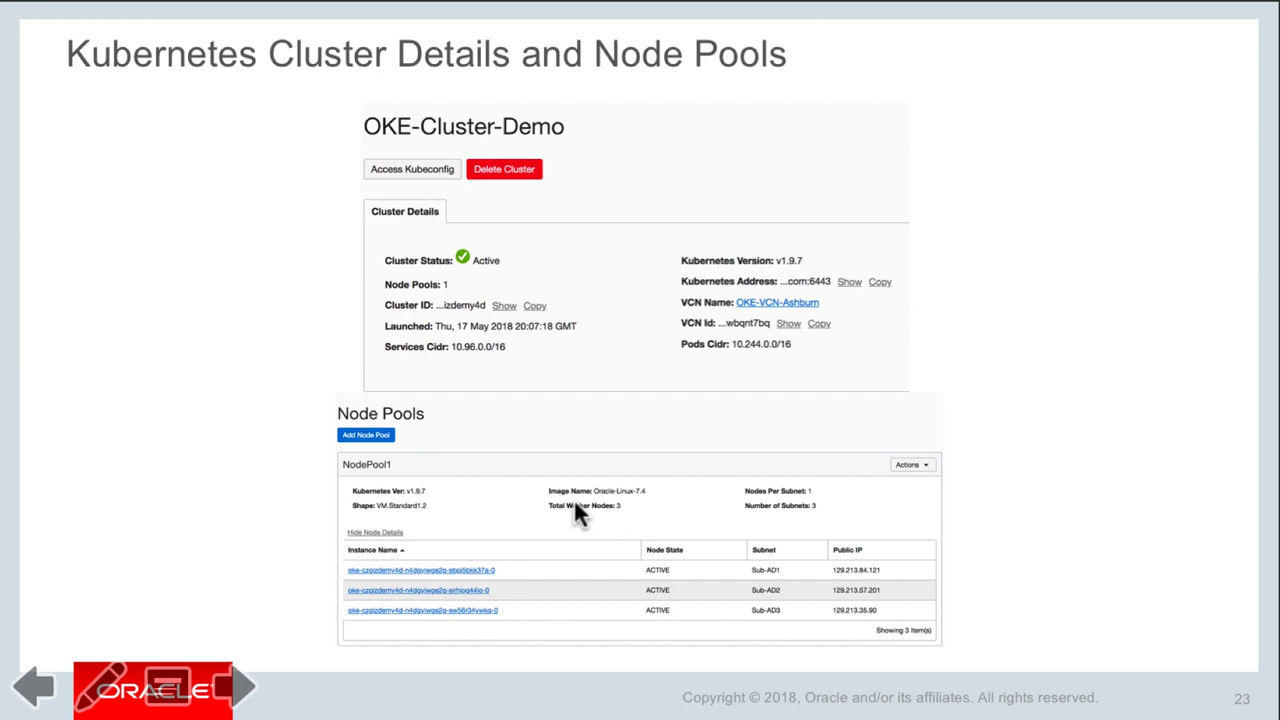 Kubernetes Cluster Details and Node Pools
OKE-Cluster-Demo
Access Kubeconfig Delete Cluster
Cluster Details
Cluster Status: Active
Node Pools: 1
Cluster ID: ...izdemy4d Show Copy
Launched: Thu, 17 May 2018 20:07:18 GMT
Services Cidr: 10.96.0.0/16
Kubernetes Version: v1.9.7
Kubernetes Address: ...com:6443 Show Copy
VCN Name: OKE-VCN-Ashburn
VCN Id: ...wbqnt7bq Show Copy
Pods Cidr: 10.244.0.0/16
Node Pools
Add Node Pool
NodePool1 Actions
Kubernetes Ver: v1.9.7 Image Name: Oracle-Linux-7.4 Nodes Per Subnet: 1
Shape: VM.Standard1.2 Total Worker Nodes: 3 Number of Subnets: 3
Hide Node Details
Instance Name Node State Subnet Public IP
ACTIVE Sub-AD1 129.213.84.121
ACTIVE Sub-AD2 129.213.57.201
ACTIVE Sub-AD3 129.213.35.90
Showing 3 Item(s)
ORACLE
Copyright © 2018, Oracle and/or its affiliates. All rights reserved. 23